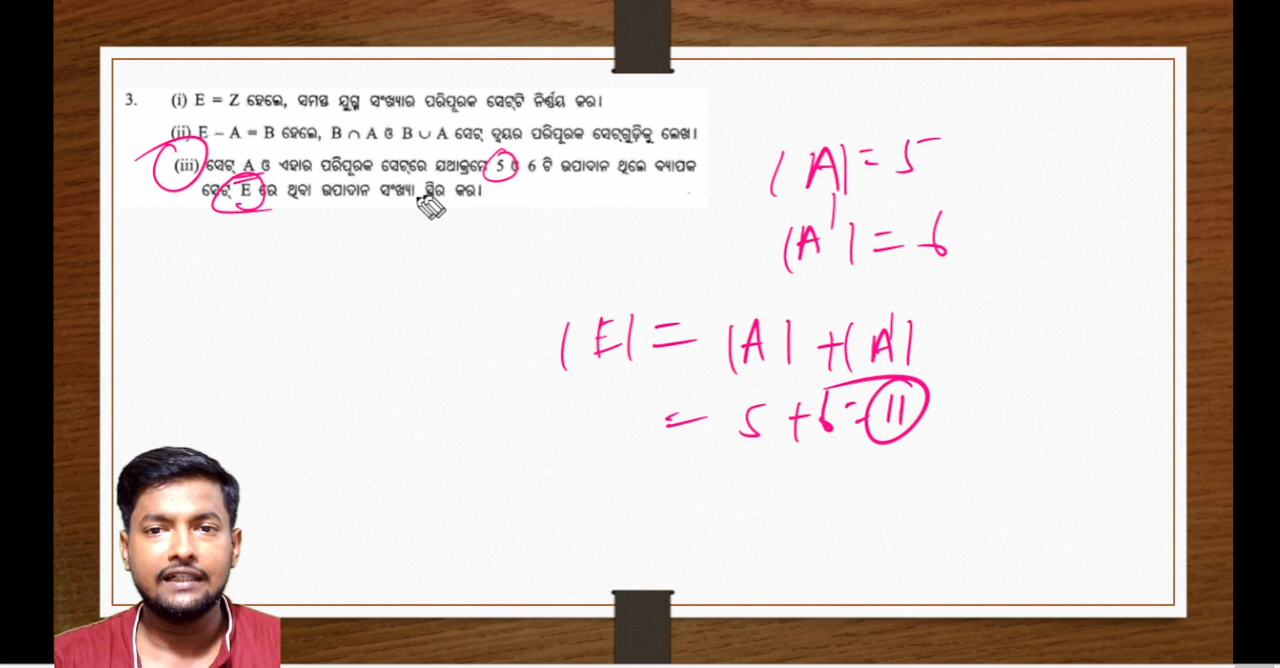 3. (i) E = Z ହେଲେ, ସମସ୍ତ ଯୁଗ୍ମ ସଂଖ୍ୟାର ପରିପୂରକ ସେଟ୍‌ଟି ନିର୍ଣ୍ଣୟ କର।
(ii) E – A = B ହେଲେ, B ∩ A ଓ B ∪ A ସେଟ୍ ଦ୍ୱୟର ପରିପୂରକ ସେଟ୍‌ଗୁଡ଼ିକୁ ଲେଖ।
(iii) ସେଟ୍ A ଓ ଏହାର ପରିପୂରକ ସେଟ୍‌ରେ ଯଥାକ୍ରମେ 5 ଓ 6 ଟି ଉପାଦାନ ଥିଲେ ବ୍ୟାପକ
ସେଟ୍ E ରେ ଥିବା ଉପାଦାନ ସଂଖ୍ୟା ସ୍ଥିର କର।
|A| = 5
|A'| = 6
|E| = |A| + |A'|
= 5 + 6 = 11